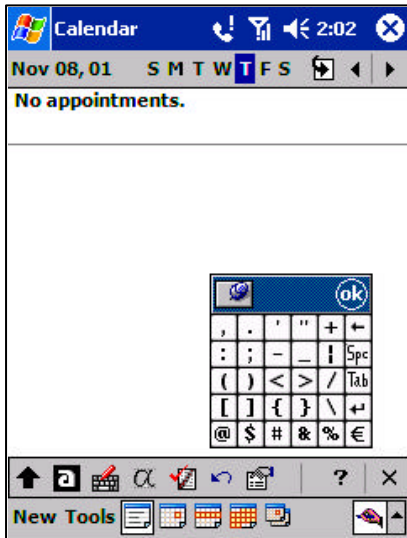 Calendar 2:02
Nov 08, 01 S M T W T F S
No appointments.
ok
, . ' " + ←
: ; - _ ¦ Spc
( ) < > / Tab
[ ] { } \ ↵
@ $ # & % €
a α ? ×
New Tools